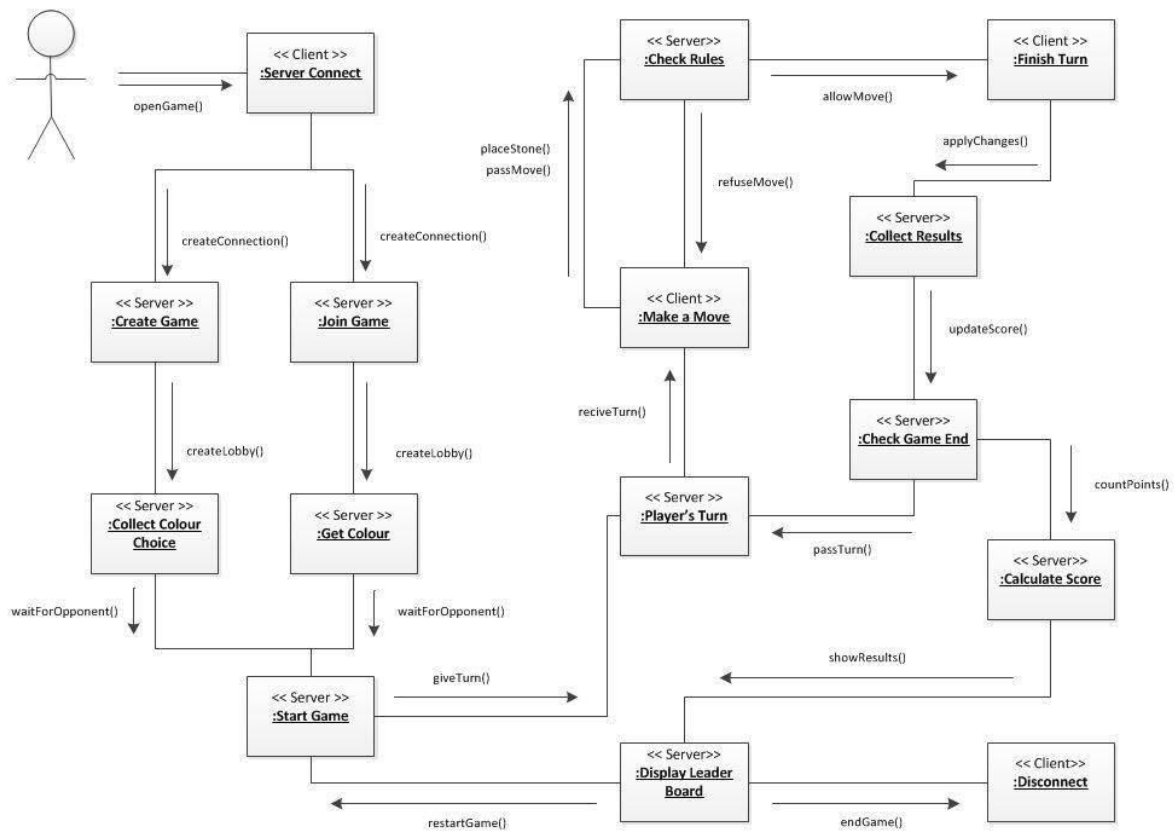 << Client >>
:Server Connect
openGame()
createConnection()
createConnection()
<< Server >>
:Create Game
<< Server >>
:Join Game
createLobby()
createLobby()
<< Server >>
:Collect Colour
Choice
<< Server >>
:Get Colour
waitForOpponent()
waitForOpponent()
<< Server >>
:Start Game
giveTurn()
<< Server >>
:Player's Turn
reciveTurn()
<< Client >>
:Make a Move
placeStone()
passMove()
refuseMove()
<< Server>>
:Check Rules
allowMove()
<< Client >>
:Finish Turn
applyChanges()
<< Server>>
:Collect Results
updateScore()
<< Server>>
:Check Game End
passTurn()
countPoints()
<< Server>>
:Calculate Score
showResults()
<< Server>>
:Display Leader
Board
restartGame()
endGame()
<< Client>>
:Disconnect